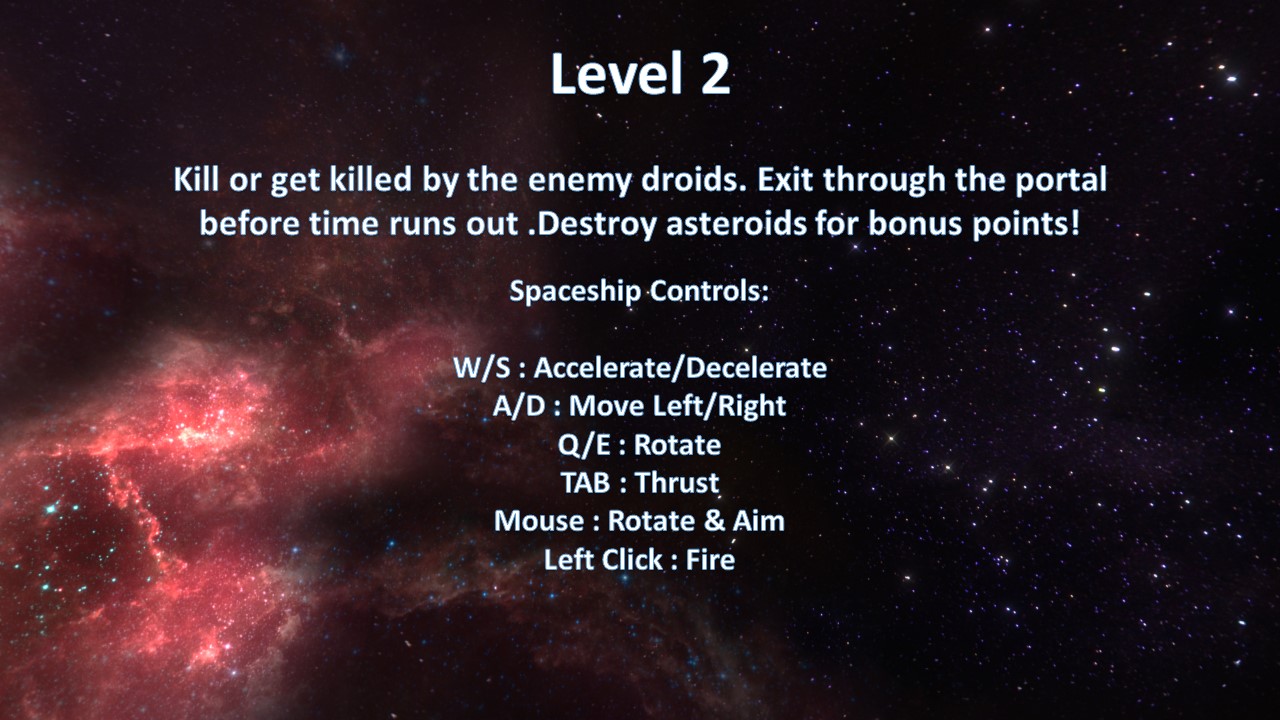 Level 2
Kill or get killed by the enemy droids. Exit through the portal
before time runs out .Destroy asteroids for bonus points!
Spaceship Controls:
W/S : Accelerate/Decelerate
A/D : Move Left/Right
Q/E : Rotate
TAB : Thrust
Mouse : Rotate & Aim
Left Click : Fire